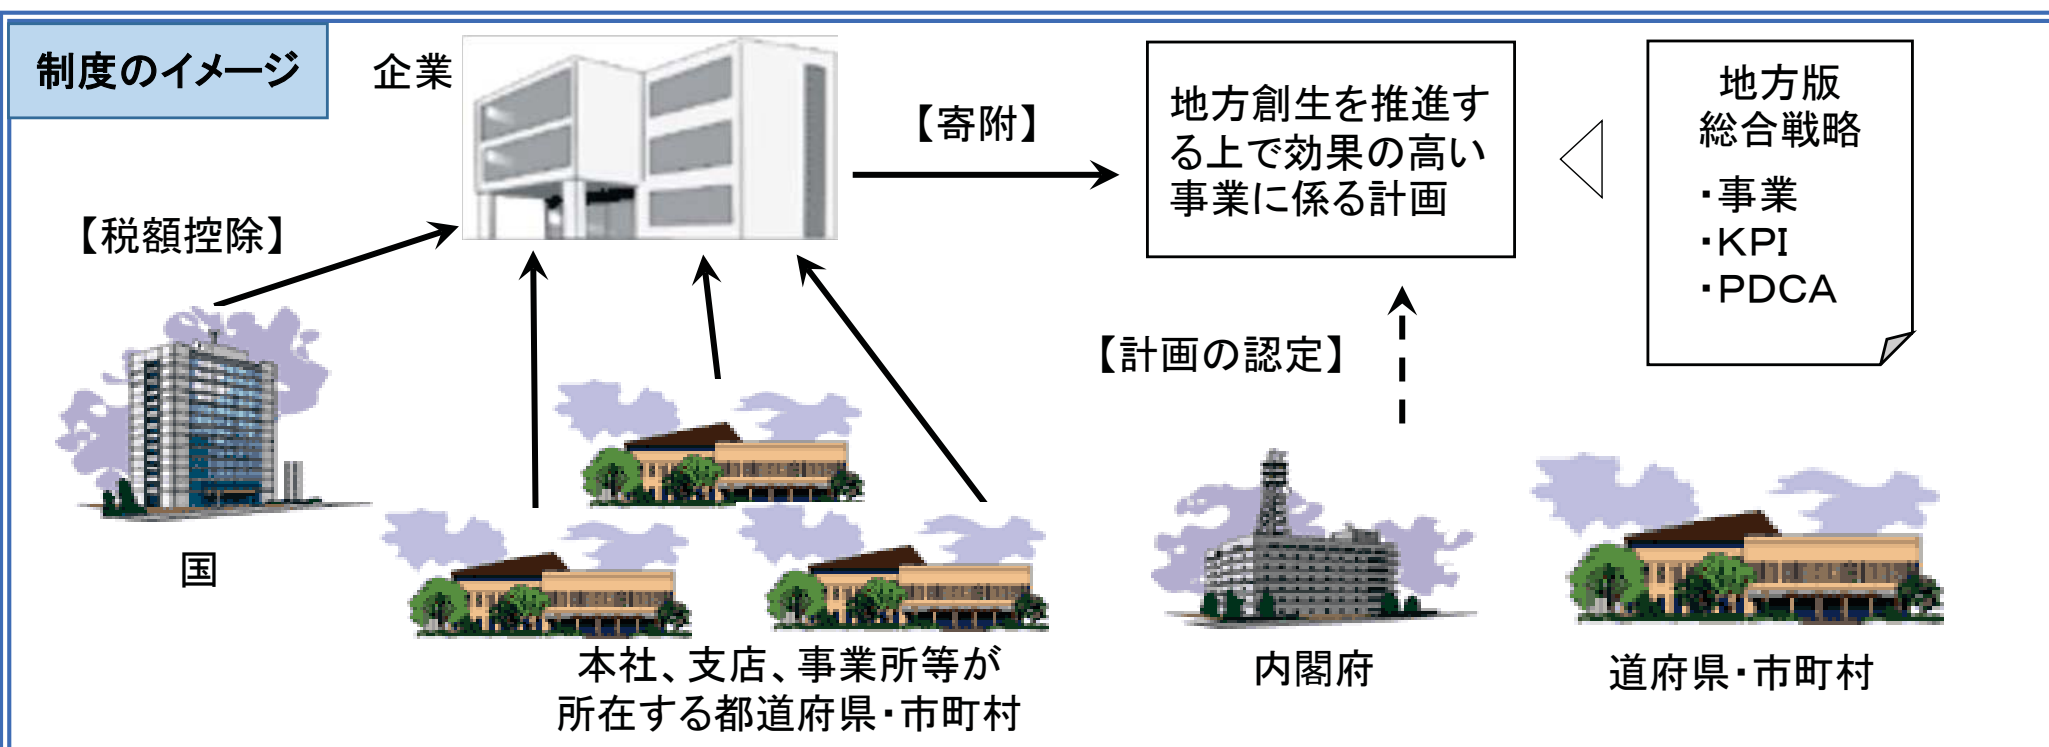 制度のイメージ
企業
【寄附】
地方創生を推進す
る上で効果の高い
事業に係る計画
地方版
総合戦略
・事業
・KPI
・PDCA
【税額控除】
【計画の認定】
国
本社、支店、事業所等が
所在する都道府県・市町村
内閣府
道府県・市町村